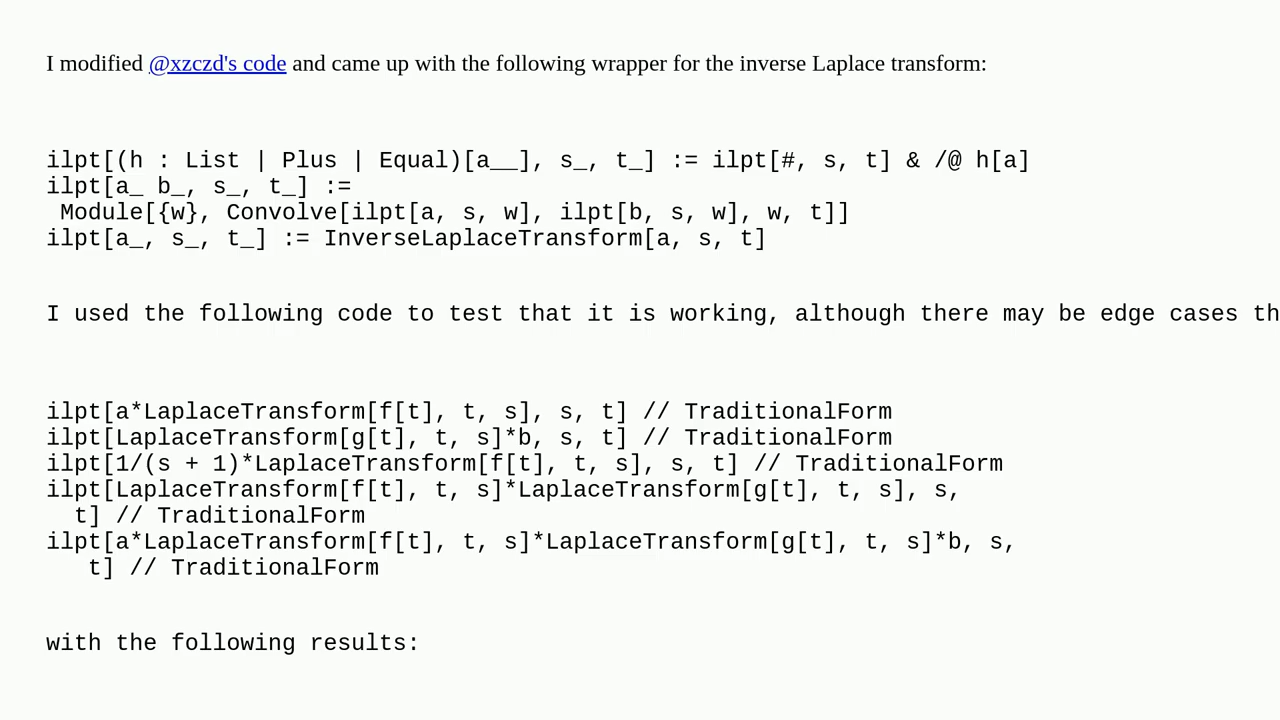 I modified @xzczd's code and came up with the following wrapper for the inverse Laplace transform:
ilpt[(h : List | Plus | Equal)[a__], s_, t_] := ilpt[#, s, t] & /@ h[a]
ilpt[a_ b_, s_, t_] :=
 Module[{w}, Convolve[ilpt[a, s, w], ilpt[b, s, w], w, t]]
ilpt[a_, s_, t_] := InverseLaplaceTransform[a, s, t]
I used the following code to test that it is working, although there may be edge cases th
ilpt[a*LaplaceTransform[f[t], t, s], s, t] // TraditionalForm
ilpt[LaplaceTransform[g[t], t, s]*b, s, t] // TraditionalForm
ilpt[1/(s + 1)*LaplaceTransform[f[t], t, s], s, t] // TraditionalForm
ilpt[LaplaceTransform[f[t], t, s]*LaplaceTransform[g[t], t, s], s,
  t] // TraditionalForm
ilpt[a*LaplaceTransform[f[t], t, s]*LaplaceTransform[g[t], t, s]*b, s,
   t] // TraditionalForm
with the following results: